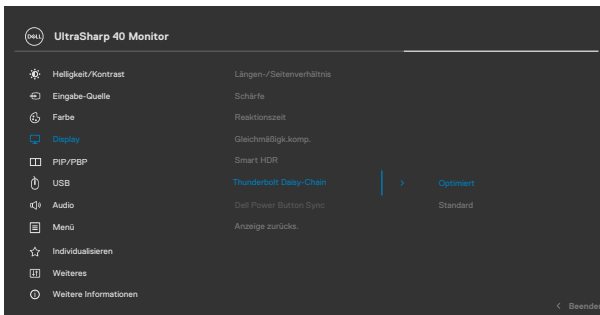 DELL UltraSharp 40 Monitor
Helligkeit/Kontrast
Eingabe-Quelle
Farbe
Display
PIP/PBP
USB
Audio
Menü
Individualisieren
Weiteres
Weitere Informationen
Längen-/Seitenverhältnis
Schärfe
Reaktionszeit
Gleichmäßigk.komp.
Smart HDR
Thunderbolt Daisy-Chain
Dell Power Button Sync
Anzeige zurücks.
Optimiert
Standard
Beenden